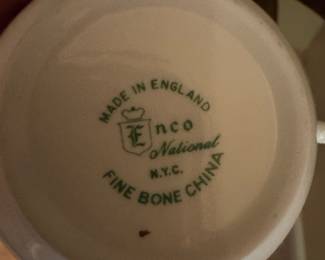 MADE IN ENGLAND
Enco
National
N.Y.C.
FINE BONE CHINA